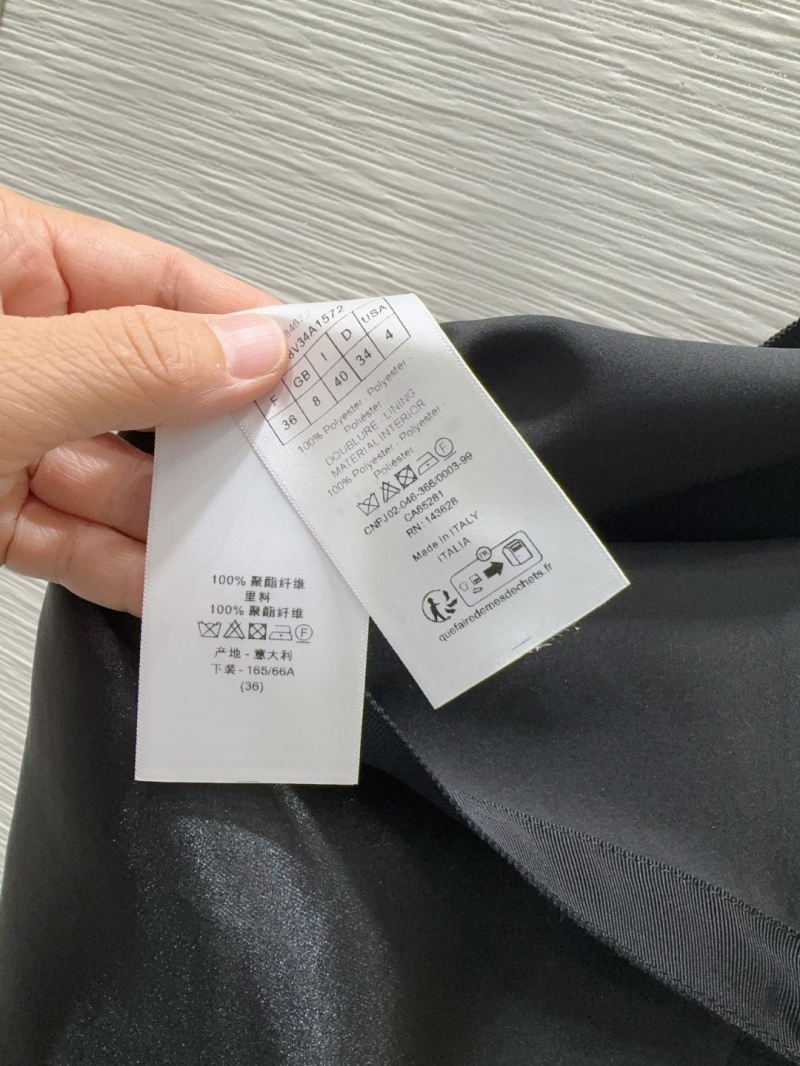 V34A1572
F GB I D USA
36 8 40 34 4
100% Polyester - Polyester -
Poliéster
DOUBLURE - LINING
MATERIAL INTERIOR
100% Polyester - Polyester -
Poliéster
F
CNPJ02-046-366/0003-99
CA65281
RN: 143628
Made in ITALY
ITALIA
FR
quefairedemesdechets.fr
100% 聚酯纤维
里料
100% 聚酯纤维
F
产地 - 意大利
下装 - 165/66A
(36)